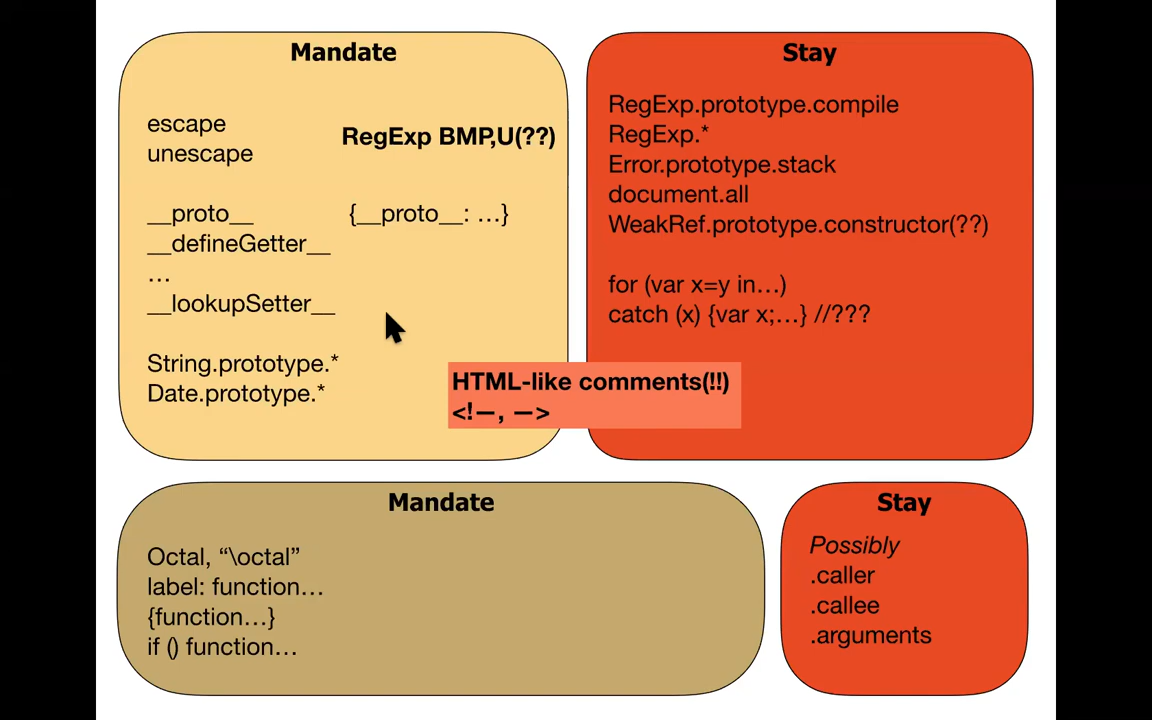 Mandate
escape
unescape
RegExp BMP,U(??)
__proto__
{__proto__: …}
__defineGetter__
…
__lookupSetter__
String.prototype.*
Date.prototype.*
Stay
RegExp.prototype.compile
RegExp.*
Error.prototype.stack
document.all
WeakRef.prototype.constructor(??)
for (var x=y in…)
catch (x) {var x;…} //???
HTML-like comments(!!)
<!—, —>
Mandate
Octal, “\octal”
label: function…
{function…}
if () function…
Stay
Possibly
.caller
.callee
.arguments